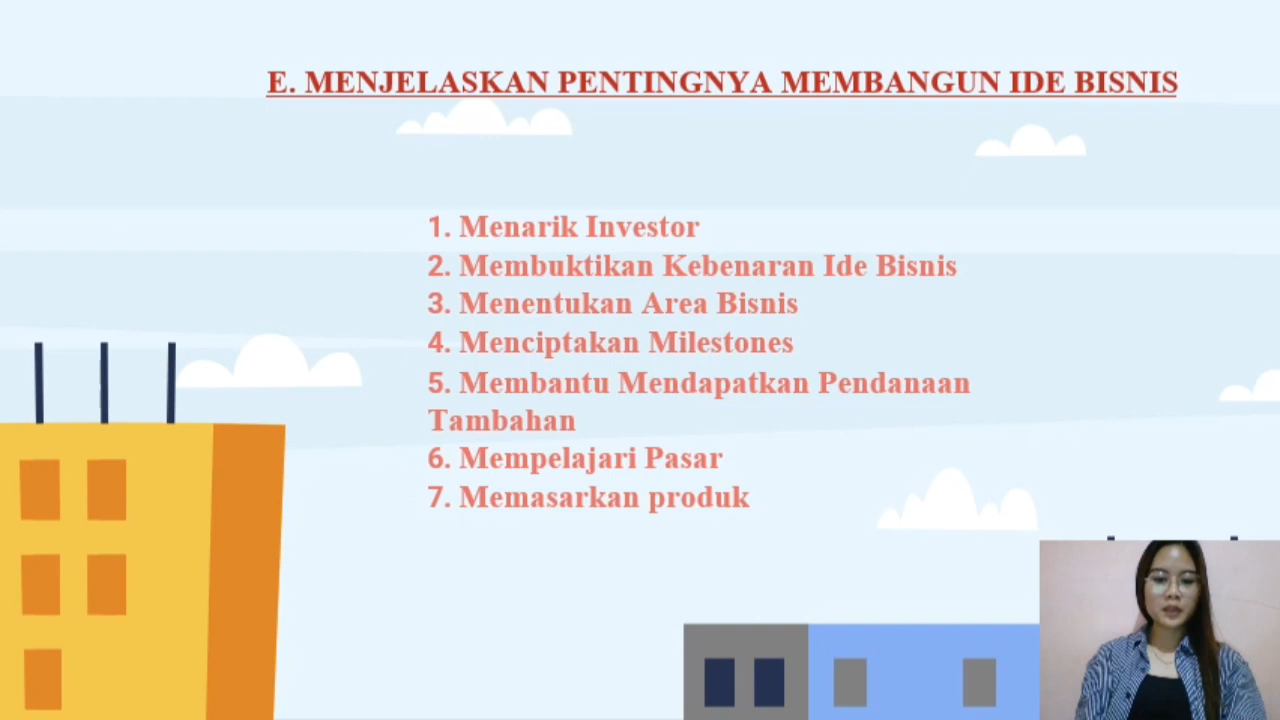 E. MENJELASKAN PENTINGNYA MEMBANGUN IDE BISNIS
1. Menarik Investor
2. Membuktikan Kebenaran Ide Bisnis
3. Menentukan Area Bisnis
4. Menciptakan Milestones
5. Membantu Mendapatkan Pendanaan
Tambahan
6. Mempelajari Pasar
7. Memasarkan produk